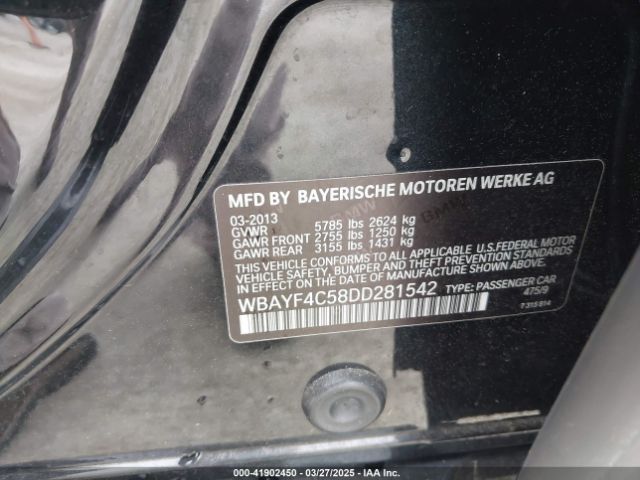 MFD BY BAYERISCHE MOTOREN WERKE AG
03-2013
GVWR 5785 lbs 2624 kg
GAWR FRONT 2755 lbs 1250 kg
GAWR REAR 3155 lbs 1431 kg
THIS VEHICLE CONFORMS TO ALL APPLICABLE U.S.FEDERAL MOTOR
VEHICLE SAFETY, BUMPER AND THEFT PREVENTION STANDARDS
IN EFFECT ON THE DATE OF MANUFACTURE SHOWN ABOVE.
WBAYF4C58DD281542 TYPE: PASSENGER CAR
475/9
T 315 814
000-41902450 | 03/27/2025 | IAA Inc.